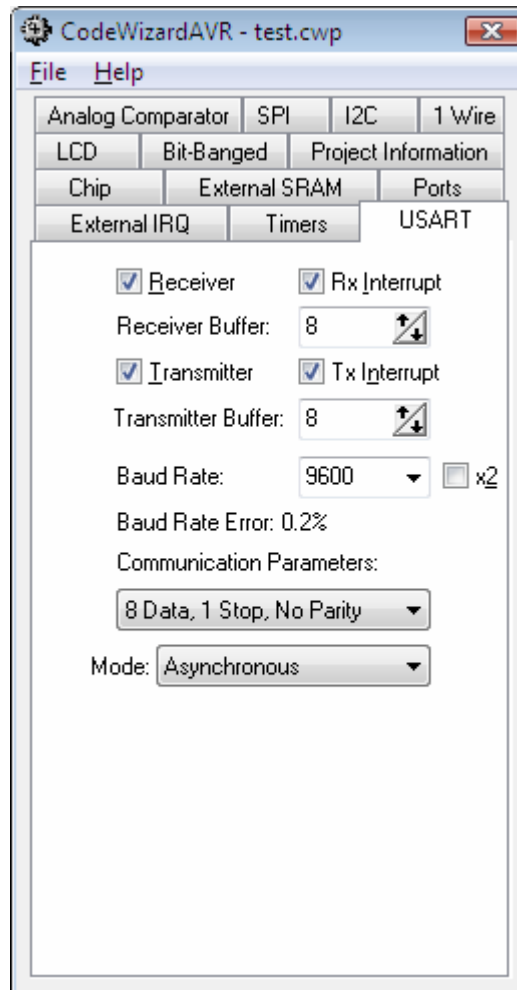 CodeWizardAVR - test.cwp
File Help
Analog Comparator SPI I2C 1 Wire
LCD Bit-Banged Project Information
Chip External SRAM Ports
External IRQ Timers USART
Receiver Rx Interrupt
Receiver Buffer: 8
Transmitter Tx Interrupt
Transmitter Buffer: 8
Baud Rate: 9600 x2
Baud Rate Error: 0.2%
Communication Parameters:
8 Data, 1 Stop, No Parity
Mode: Asynchronous